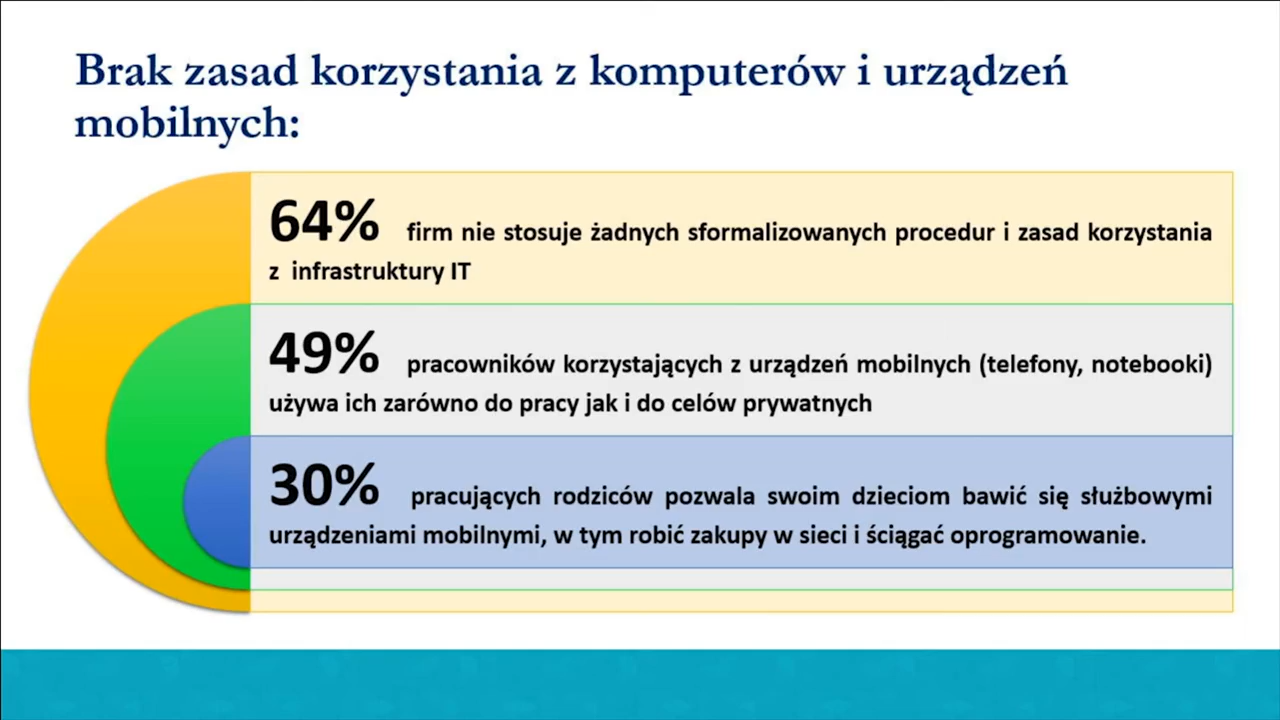 Brak zasad korzystania z komputerów i urządzeń
mobilnych:
64% firm nie stosuje żadnych sformalizowanych procedur i zasad korzystania
z infrastruktury IT
49% pracowników korzystających z urządzeń mobilnych (telefony, notebooki)
używa ich zarówno do pracy jak i do celów prywatnych
30% pracujących rodziców pozwala swoim dzieciom bawić się służbowymi
urządzeniami mobilnymi, w tym robić zakupy w sieci i ściągać oprogramowanie.